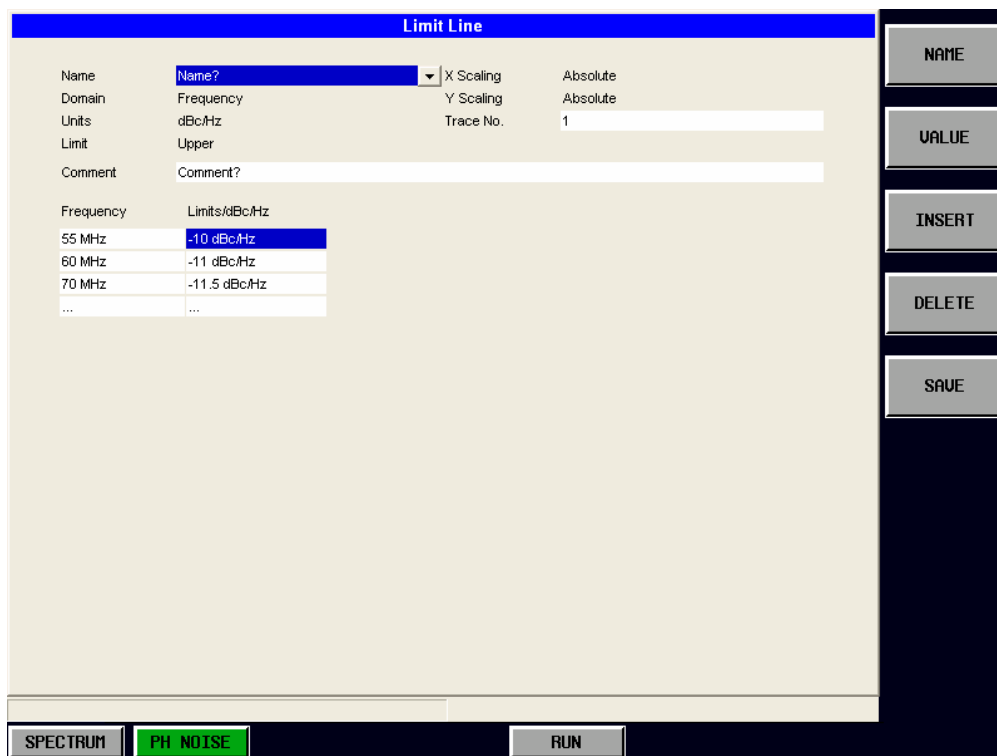 Limit Line
Name Name? X Scaling Absolute
Domain Frequency Y Scaling Absolute
Units dBc/Hz Trace No. 1
Limit Upper
Comment Comment?
Frequency Limits/dBc/Hz
55 MHz -10 dBc/Hz
60 MHz -11 dBc/Hz
70 MHz -11.5 dBc/Hz
... ...
NAME
VALUE
INSERT
DELETE
SAVE
SPECTRUM PH NOISE RUN